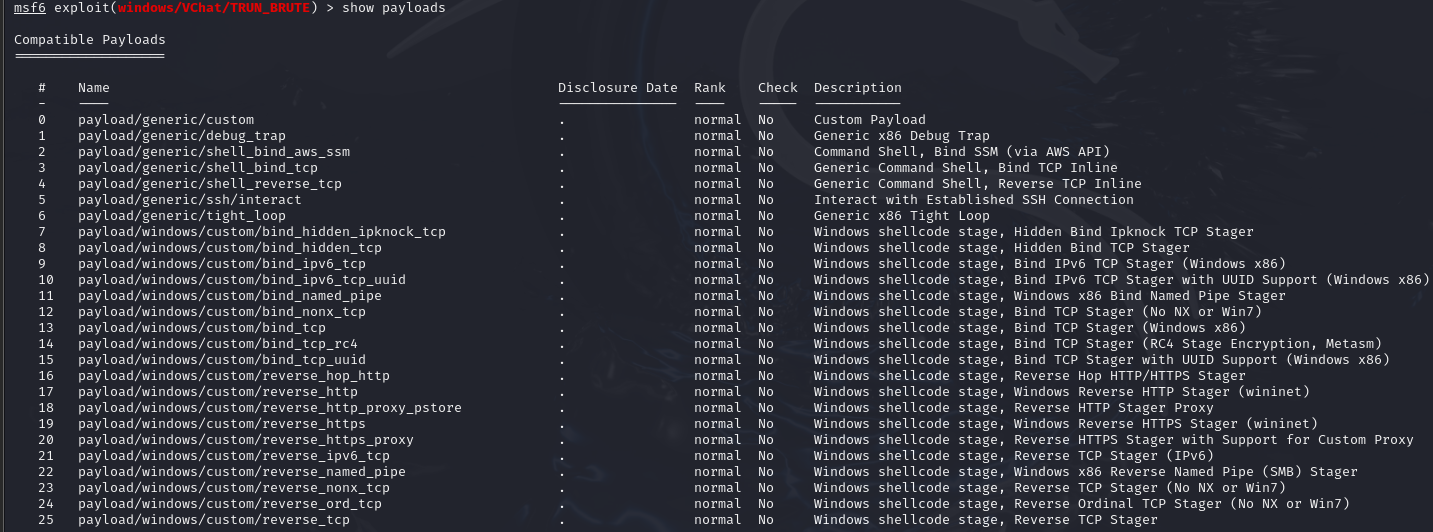 msf6 exploit(windows/VChat/TRUN_BRUTE) > show payloads
Compatible Payloads
===================
# Name Disclosure Date Rank Check Description
- ---- --------------- ---- ----- -----------
0 payload/generic/custom . normal No Custom Payload
1 payload/generic/debug_trap . normal No Generic x86 Debug Trap
2 payload/generic/shell_bind_aws_ssm . normal No Command Shell, Bind SSM (via AWS API)
3 payload/generic/shell_bind_tcp . normal No Generic Command Shell, Bind TCP Inline
4 payload/generic/shell_reverse_tcp . normal No Generic Command Shell, Reverse TCP Inline
5 payload/generic/ssh/interact . normal No Interact with Established SSH Connection
6 payload/generic/tight_loop . normal No Generic x86 Tight Loop
7 payload/windows/custom/bind_hidden_ipknock_tcp . normal No Windows shellcode stage, Hidden Bind Ipknock TCP Stager
8 payload/windows/custom/bind_hidden_tcp . normal No Windows shellcode stage, Hidden Bind TCP Stager
9 payload/windows/custom/bind_ipv6_tcp . normal No Windows shellcode stage, Bind IPv6 TCP Stager (Windows x86)
10 payload/windows/custom/bind_ipv6_tcp_uuid . normal No Windows shellcode stage, Bind IPv6 TCP Stager with UUID Support (Windows x86)
11 payload/windows/custom/bind_named_pipe . normal No Windows shellcode stage, Windows x86 Bind Named Pipe Stager
12 payload/windows/custom/bind_nonx_tcp . normal No Windows shellcode stage, Bind TCP Stager (No NX or Win7)
13 payload/windows/custom/bind_tcp . normal No Windows shellcode stage, Bind TCP Stager (Windows x86)
14 payload/windows/custom/bind_tcp_rc4 . normal No Windows shellcode stage, Bind TCP Stager (RC4 Stage Encryption, Metasm)
15 payload/windows/custom/bind_tcp_uuid . normal No Windows shellcode stage, Bind TCP Stager with UUID Support (Windows x86)
16 payload/windows/custom/reverse_hop_http . normal No Windows shellcode stage, Reverse Hop HTTP/HTTPS Stager
17 payload/windows/custom/reverse_http . normal No Windows shellcode stage, Windows Reverse HTTP Stager (wininet)
18 payload/windows/custom/reverse_http_proxy_pstore . normal No Windows shellcode stage, Reverse HTTP Stager Proxy
19 payload/windows/custom/reverse_https . normal No Windows shellcode stage, Windows Reverse HTTPS Stager (wininet)
20 payload/windows/custom/reverse_https_proxy . normal No Windows shellcode stage, Reverse HTTPS Stager with Support for Custom Proxy
21 payload/windows/custom/reverse_ipv6_tcp . normal No Windows shellcode stage, Reverse TCP Stager (IPv6)
22 payload/windows/custom/reverse_named_pipe . normal No Windows shellcode stage, Windows x86 Reverse Named Pipe (SMB) Stager
23 payload/windows/custom/reverse_nonx_tcp . normal No Windows shellcode stage, Reverse TCP Stager (No NX or Win7)
24 payload/windows/custom/reverse_ord_tcp . normal No Windows shellcode stage, Reverse Ordinal TCP Stager (No NX or Win7)
25 payload/windows/custom/reverse_tcp . normal No Windows shellcode stage, Reverse TCP Stager